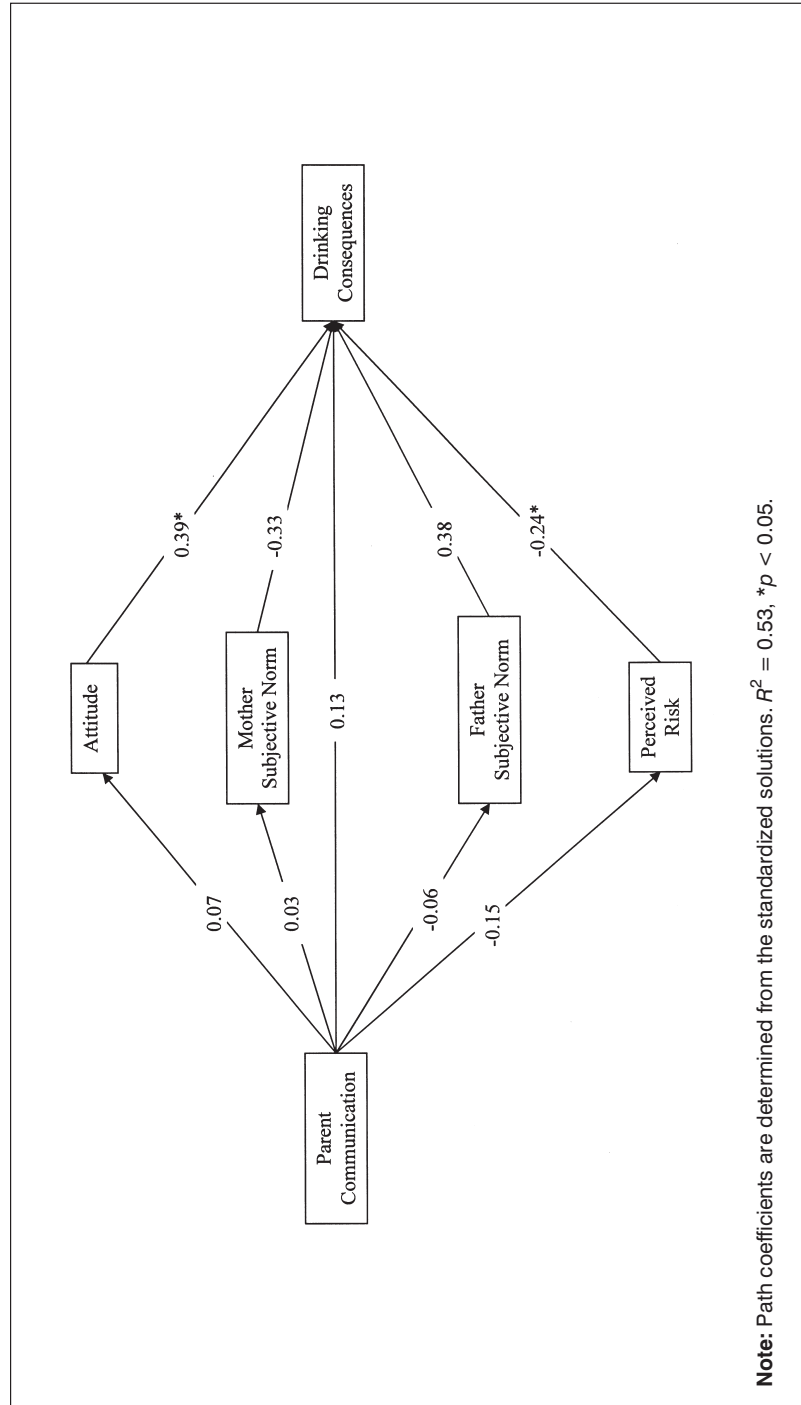 Attitude
0.07
0.39*
Mother
Subjective Norm
0.03
-0.33
Parent
Communication
0.13
Drinking
Consequences
-0.06
Father
Subjective Norm
0.38
-0.15
Perceived
Risk
-0.24*
Note: Path coefficients are determined from the standardized solutions. R² = 0.53, *p < 0.05.